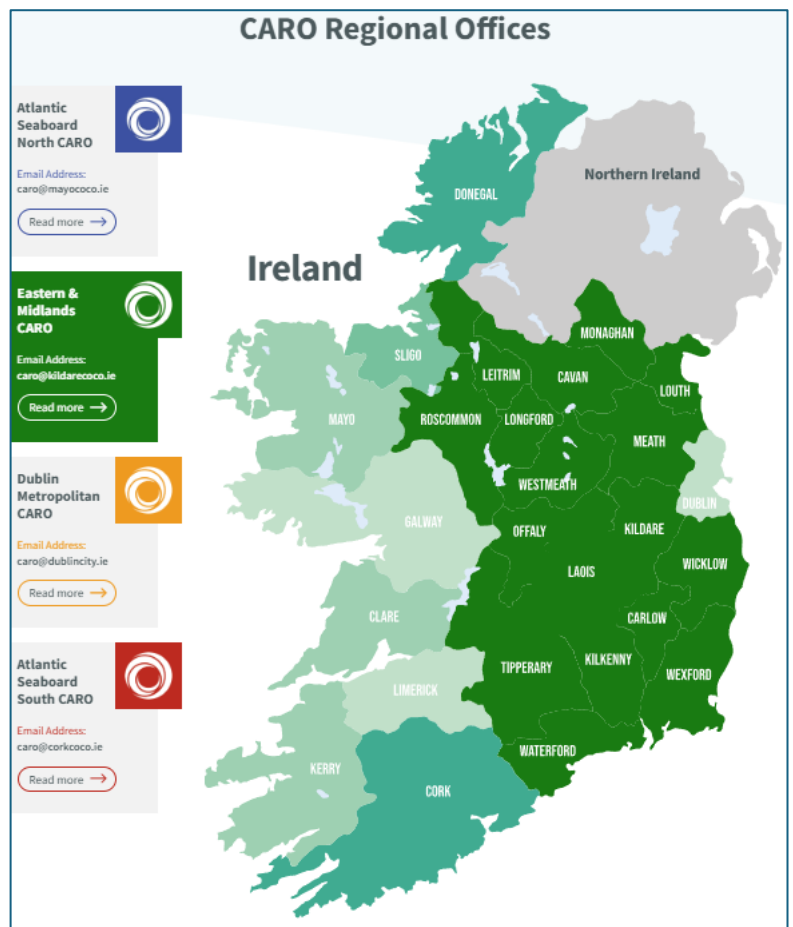 CARO Regional Offices
Atlantic
Seaboard
North CARO
Email Address:
caro@mayococo.ie
Read more
Eastern &
Midlands
CARO
Email Address:
caro@kildarecoco.ie
Read more
Dublin
Metropolitan
CARO
Email Address:
caro@dublincity.ie
Read more
Atlantic
Seaboard
South CARO
Email Address:
caro@corkcoco.ie
Read more
Ireland
Northern Ireland
DONEGAL
MONAGHAN
SLIGO
LEITRIM
CAVAN
LOUTH
MAYO
ROSCOMMON
LONGFORD
MEATH
WESTMEATH
DUBLIN
GALWAY
OFFALY
KILDARE
LAOIS
WICKLOW
CLARE
CARLOW
TIPPERARY
KILKENNY
WEXFORD
LIMERICK
WATERFORD
KERRY
CORK